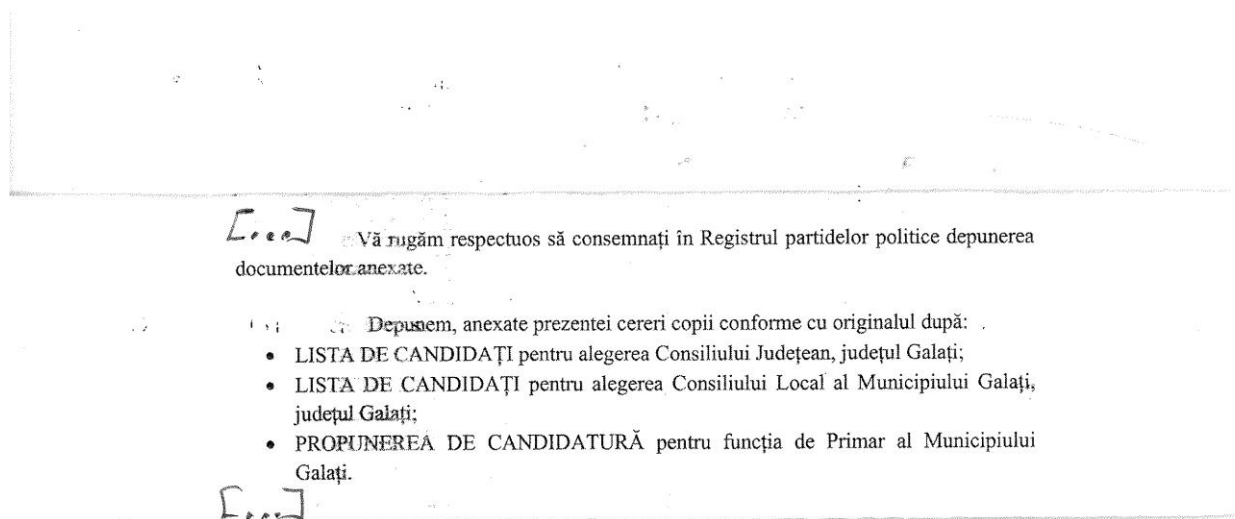 [...] Vă rugăm respectuos să consemnați în Registrul partidelor politice depunerea
documentelor anexate.
Depunem, anexate prezentei cereri copii conforme cu originalul după:
• LISTA DE CANDIDAȚI pentru alegerea Consiliului Județean, județul Galați;
• LISTA DE CANDIDAȚI pentru alegerea Consiliului Local al Municipiului Galați,
județul Galați;
• PROPUNEREA DE CANDIDATURĂ pentru funcția de Primar al Municipiului
Galați.
[...]